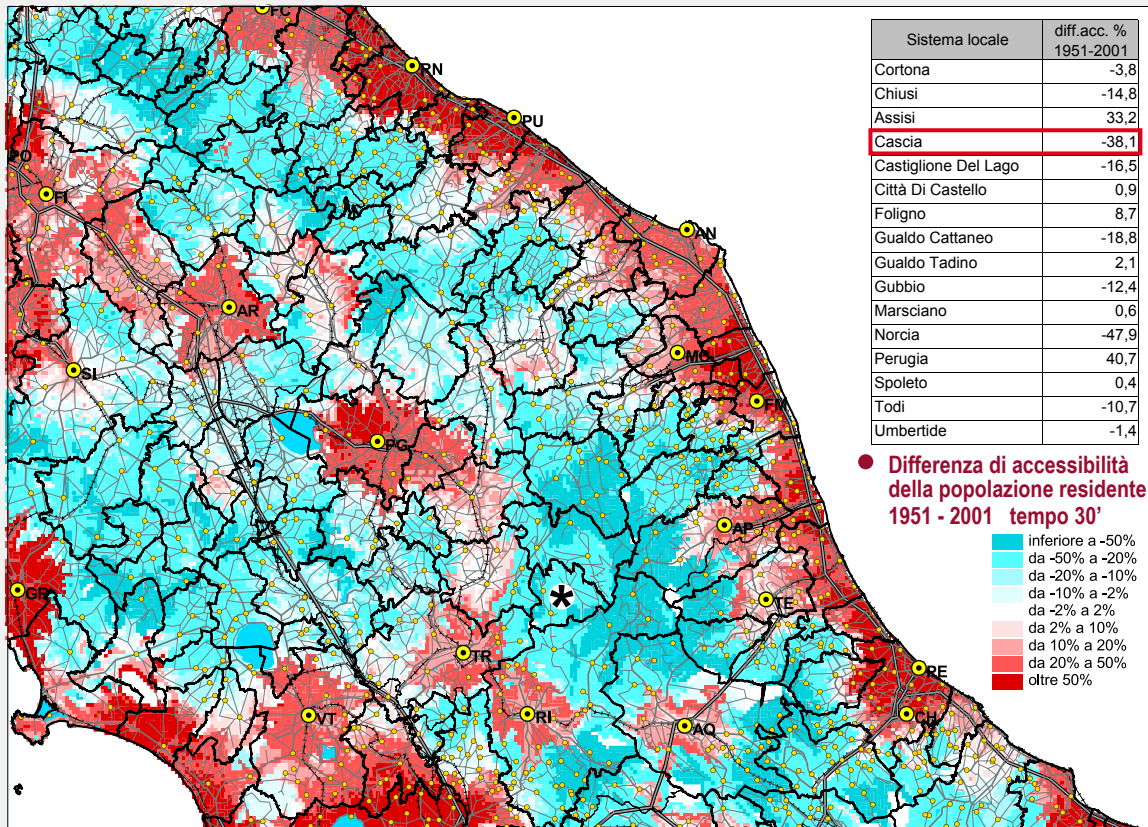 FC
RN
PU
PO
FI
AN
AR
MC
SI
FM
PG
AP
GR
*
TE
TR
PE
VT
RI
AQ
CH
Sistema locale diff.acc. % 1951-2001
Cortona -3,8
Chiusi -14,8
Assisi 33,2
Cascia -38,1
Castiglione Del Lago -16,5
Città Di Castello 0,9
Foligno 8,7
Gualdo Cattaneo -18,8
Gualdo Tadino 2,1
Gubbio -12,4
Marsciano 0,6
Norcia -47,9
Perugia 40,7
Spoleto 0,4
Todi -10,7
Umbertide -1,4
● Differenza di accessibilità
della popolazione residente
1951 - 2001 tempo 30'
inferiore a -50%
da -50% a -20%
da -20% a -10%
da -10% a -2%
da -2% a 2%
da 2% a 10%
da 10% a 20%
da 20% a 50%
oltre 50%